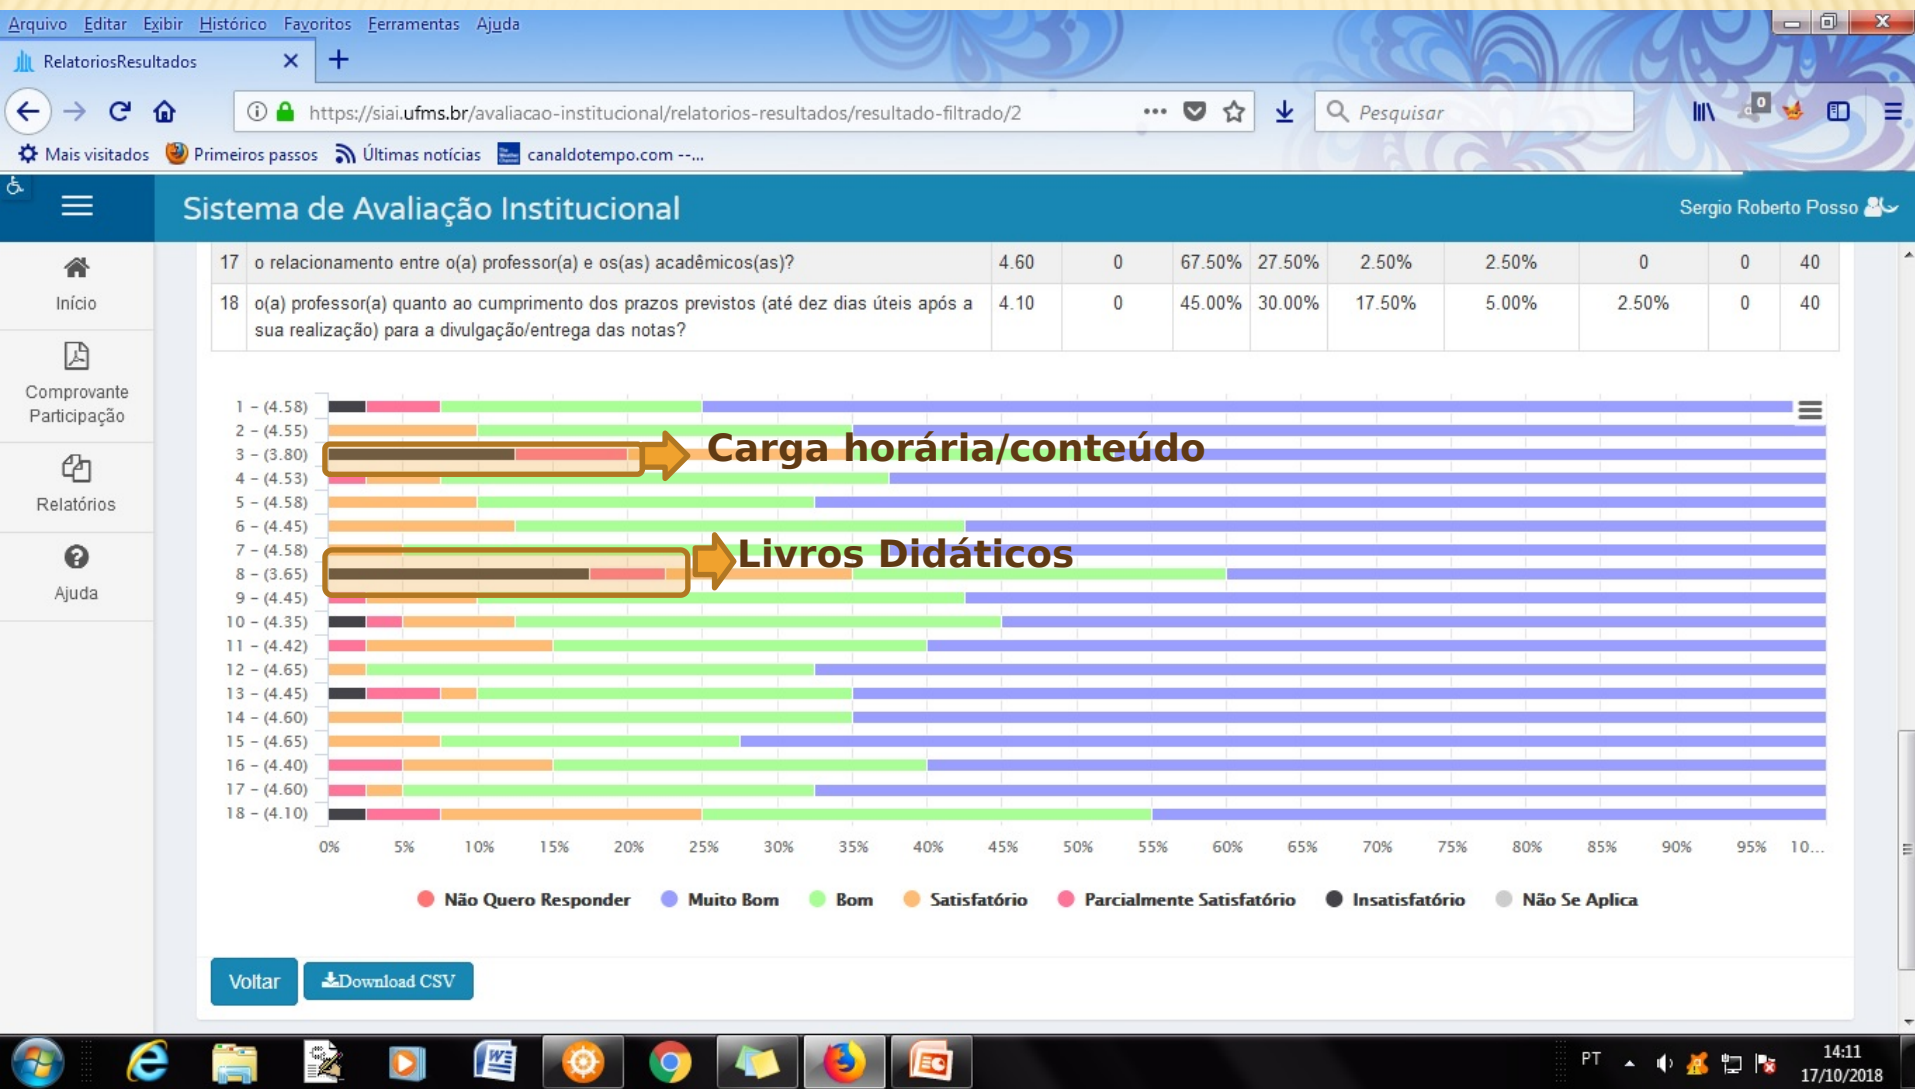 Arquivo Editar Exibir Histórico Favoritos Ferramentas Ajuda
RelatoriosResultados
https://siai.ufms.br/avaliacao-institucional/relatorios-resultados/resultado-filtrado/2
Pesquisar
0
Mais visitados Primeiros passos Últimas notícias canaldotempo.com --...
Sistema de Avaliação Institucional
Sergio Roberto Posso
Início
Comprovante
Participação
Relatórios
Ajuda
17 o relacionamento entre o(a) professor(a) e os(as) acadêmicos(as)? 4.60 0 67.50% 27.50% 2.50% 2.50% 0 0 40
18 o(a) professor(a) quanto ao cumprimento dos prazos previstos (até dez dias úteis após a 4.10 0 45.00% 30.00% 17.50% 5.00% 2.50% 0 40
sua realização) para a divulgação/entrega das notas?
1 - (4.58)
2 - (4.55)
3 - (3.80) Carga horária/conteúdo
4 - (4.53)
5 - (4.58)
6 - (4.45)
7 - (4.58) Livros Didáticos
8 - (3.65)
9 - (4.45)
10 - (4.35)
11 - (4.42)
12 - (4.65)
13 - (4.45)
14 - (4.60)
15 - (4.65)
16 - (4.40)
17 - (4.60)
18 - (4.10)
0% 5% 10% 15% 20% 25% 30% 35% 40% 45% 50% 55% 60% 65% 70% 75% 80% 85% 90% 95% 10...
Não Quero Responder Muito Bom Bom Satisfatório Parcialmente Satisfatório Insatisfatório Não Se Aplica
Voltar Download CSV
PT 14:11
17/10/2018